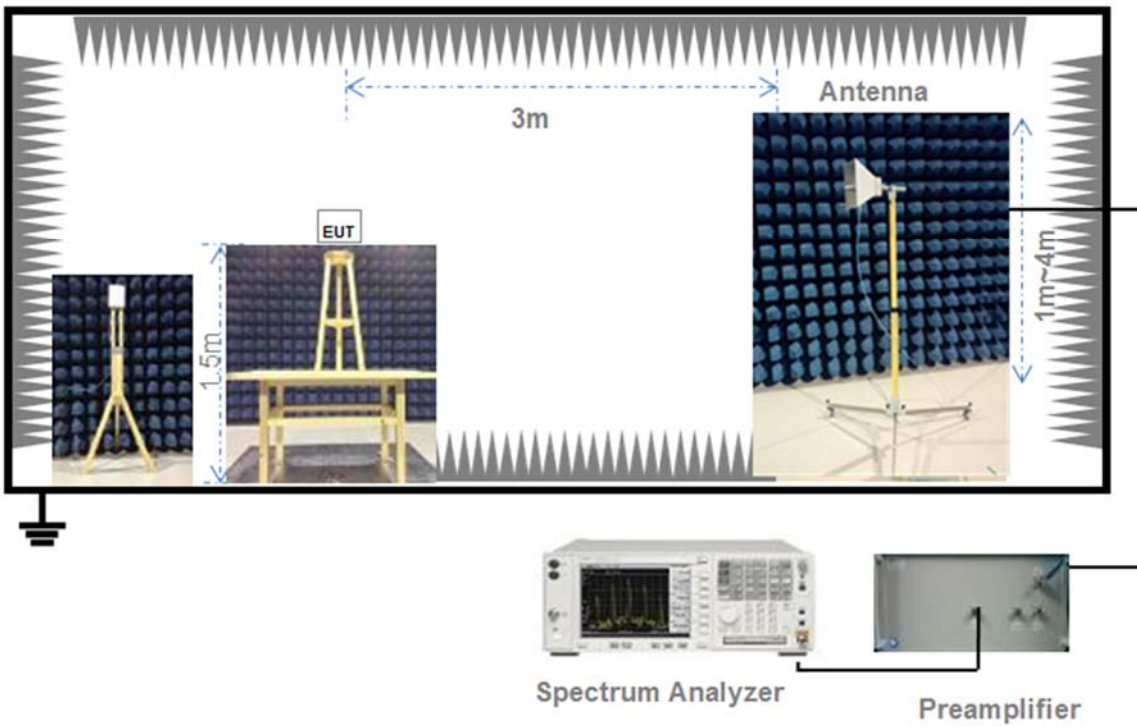 Antenna
3m
EUT
1.5m
1m~4m
Spectrum Analyzer
Preamplifier